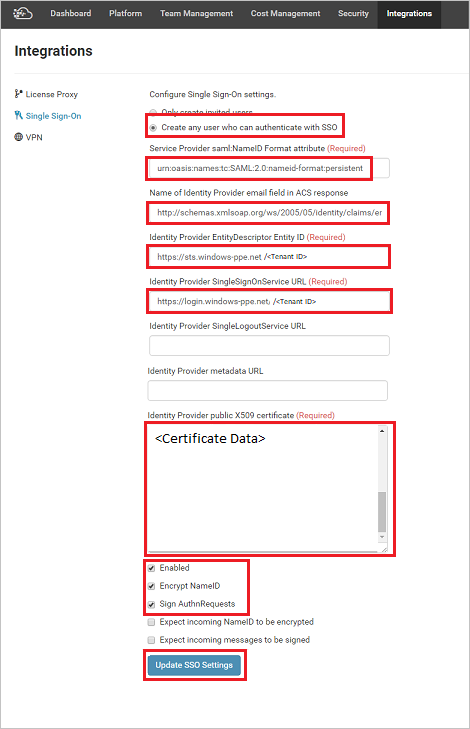 Dashboard Platform Team Management Cost Management Security Integrations
Integrations
License Proxy
Single Sign-On
VPN
Configure Single Sign-On settings.
Only create invited users
Create any user who can authenticate with SSO
Service Provider saml:NameID Format attribute (Required)
urn:oasis:names:tc:SAML:2.0:nameid-format:persistent
Name of Identity Provider email field in ACS response
http://schemas.xmlsoap.org/ws/2005/05/identity/claims/er
Identity Provider EntityDescriptor Entity ID (Required)
https://sts.windows-ppe.net /<Tenant ID>
Identity Provider SingleSignOnService URL (Required)
https://login.windows-ppe.net/ /<Tenant ID>
Identity Provider SingleLogoutService URL
Identity Provider metadata URL
Identity Provider public X509 certificate (Required)
<Certificate Data>
Enabled
Encrypt NameID
Sign AuthnRequests
Expect incoming NameID to be encrypted
Expect incoming messages to be signed
Update SSO Settings